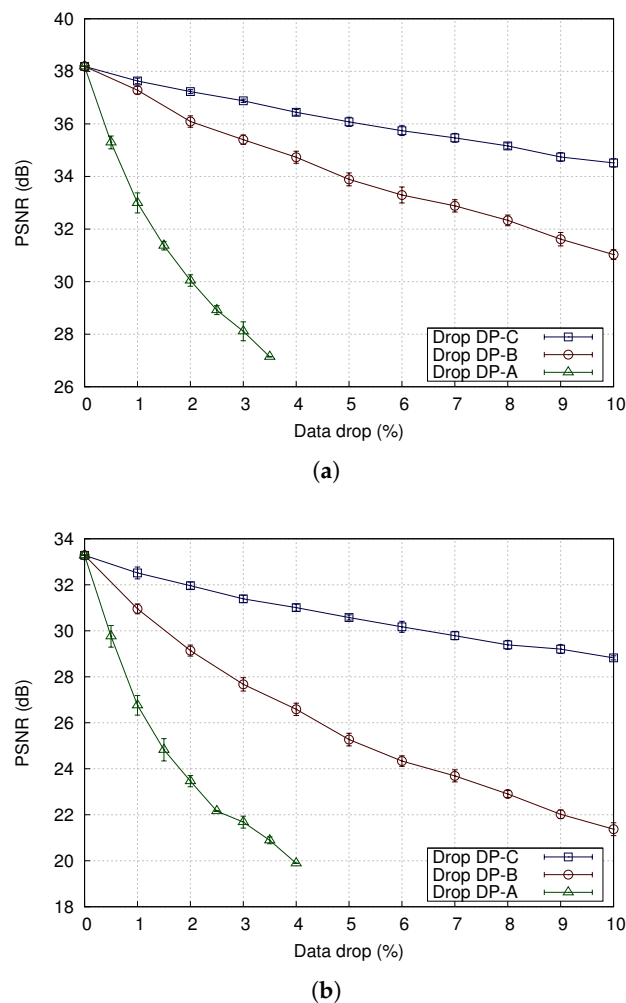 40
38
36
34
32
30
28
26
PSNR (dB)
Drop DP-C
Drop DP-B
Drop DP-A
0 1 2 3 4 5 6 7 8 9 10
Data drop (%)
(a)
34
32
30
28
26
24
22
20
18
PSNR (dB)
Drop DP-C
Drop DP-B
Drop DP-A
0 1 2 3 4 5 6 7 8 9 10
Data drop (%)
(b)